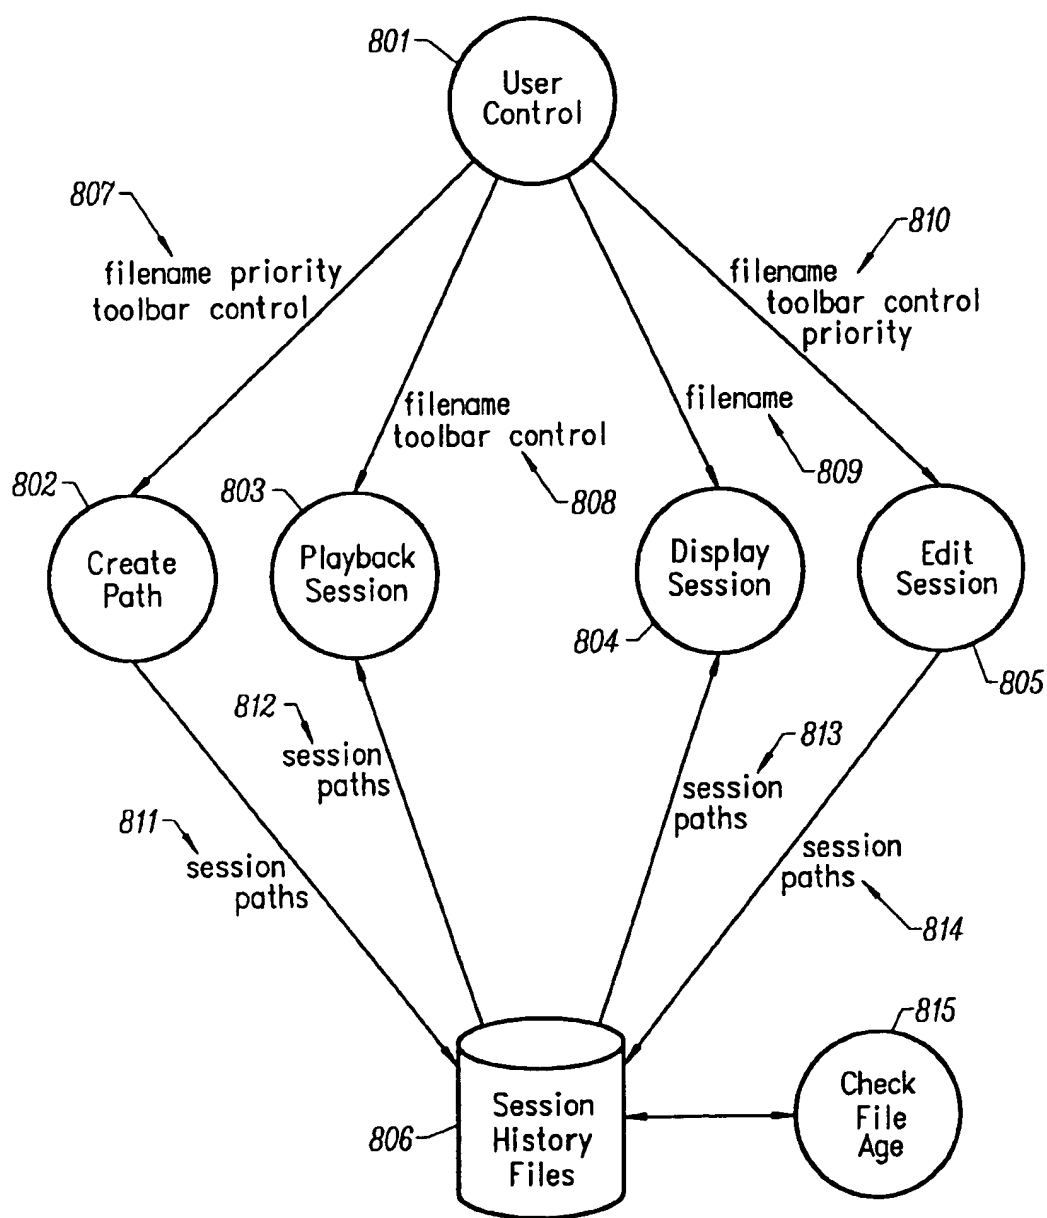 801
User
Control
807
filename priority
toolbar control
810
filename
toolbar control
priority
filename
toolbar control
808
filename
809
802
Create
Path
803
Playback
Session
Display
Session
804
Edit
Session
805
812
session
paths
813
session
paths
811
session
paths
session
paths
814
806
Session
History
Files
815
Check
File
Age